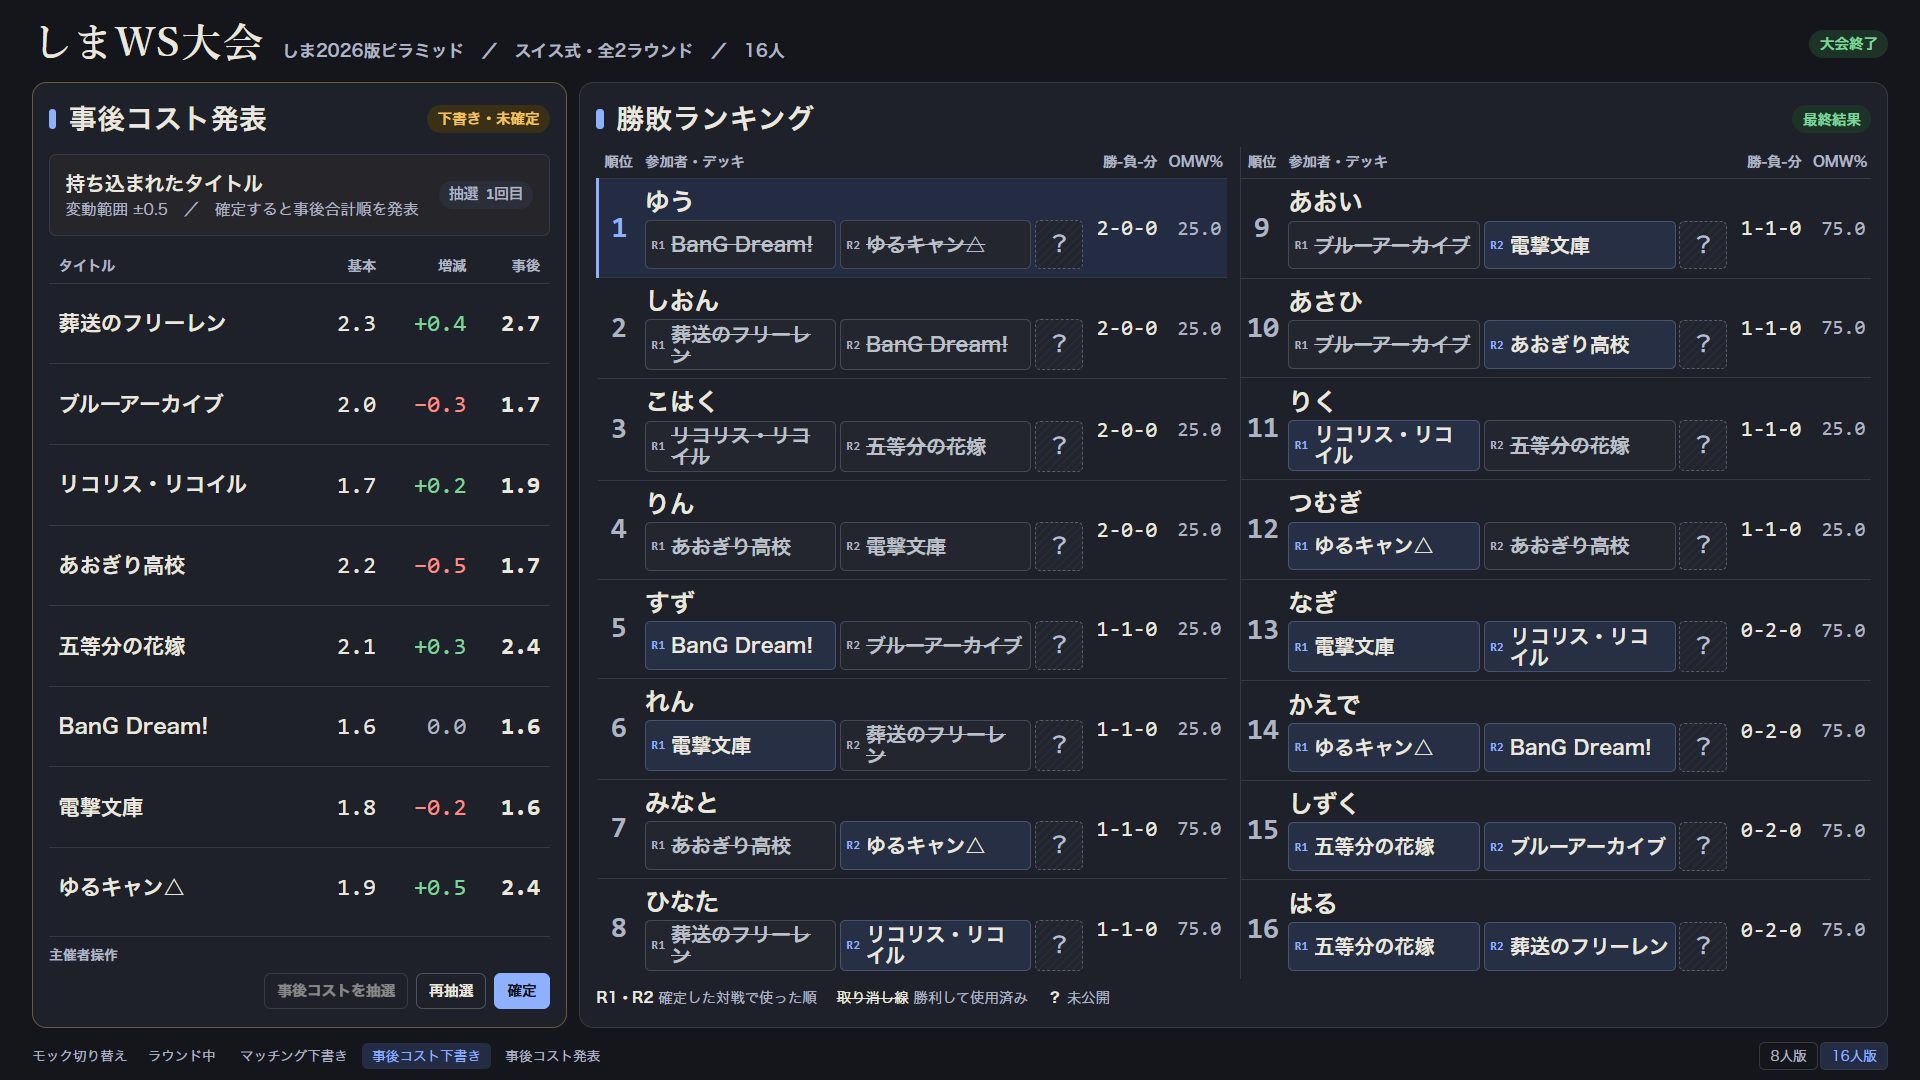 しまWS大会
しま2026版ピラミッド ／ スイス式・全2ラウンド ／ 16人
大会終了
事後コスト発表
下書き・未確定
持ち込まれたタイトル
変動範囲 ±0.5 ／ 確定すると事後合計順を発表
抽選 1回目
タイトル 基本 増減 事後
葬送のフリーレン 2.3 +0.4 2.7
ブルーアーカイブ 2.0 −0.3 1.7
リコリス・リコイル 1.7 +0.2 1.9
あおぎり高校 2.2 −0.5 1.7
五等分の花嫁 2.1 +0.3 2.4
BanG Dream! 1.6 0.0 1.6
電撃文庫 1.8 −0.2 1.6
ゆるキャン△ 1.9 +0.5 2.4
主催者操作
事後コストを抽選 再抽選 確定
勝敗ランキング
最終結果
順位 参加者・デッキ 勝-負-分 OMW%
1 ゆう 2-0-0 25.0
R1 BanG Dream! R2 ゆるキャン△ ?
2 しおん 2-0-0 25.0
R1 葬送のフリーレ
ン R2 BanG Dream! ?
3 こはく 2-0-0 25.0
R1 リコリス・リコ
イル R2 五等分の花嫁 ?
4 りん 2-0-0 25.0
R1 あおぎり高校 R2 電撃文庫 ?
5 すず 1-1-0 25.0
R1 BanG Dream! R2 ブルーアーカイブ ?
6 れん 1-1-0 25.0
R1 電撃文庫 R2 葬送のフリーレ
ン ?
7 みなと 1-1-0 75.0
R1 あおぎり高校 R2 ゆるキャン△ ?
8 ひなた 1-1-0 75.0
R1 葬送のフリーレ
ン R2 リコリス・リコ
イル ?
順位 参加者・デッキ 勝-負-分 OMW%
9 あおい 1-1-0 75.0
R1 ブルーアーカイブ R2 電撃文庫 ?
10 あさひ 1-1-0 75.0
R1 ブルーアーカイブ R2 あおぎり高校 ?
11 りく 1-1-0 25.0
R1 リコリス・リコ
イル R2 五等分の花嫁 ?
12 つむぎ 1-1-0 25.0
R1 ゆるキャン△ R2 あおぎり高校 ?
13 なぎ 0-2-0 75.0
R1 電撃文庫 R2 リコリス・リコ
イル ?
14 かえで 0-2-0 75.0
R1 ゆるキャン△ R2 BanG Dream! ?
15 しずく 0-2-0 75.0
R1 五等分の花嫁 R2 ブルーアーカイブ ?
16 はる 0-2-0 75.0
R1 五等分の花嫁 R2 葬送のフリーレン ?
R1・R2 確定した対戦で使った順 取り消し線 勝利して使用済み ? 未公開
モック切り替え ラウンド中 マッチング下書き 事後コスト下書き 事後コスト発表
8人版 16人版